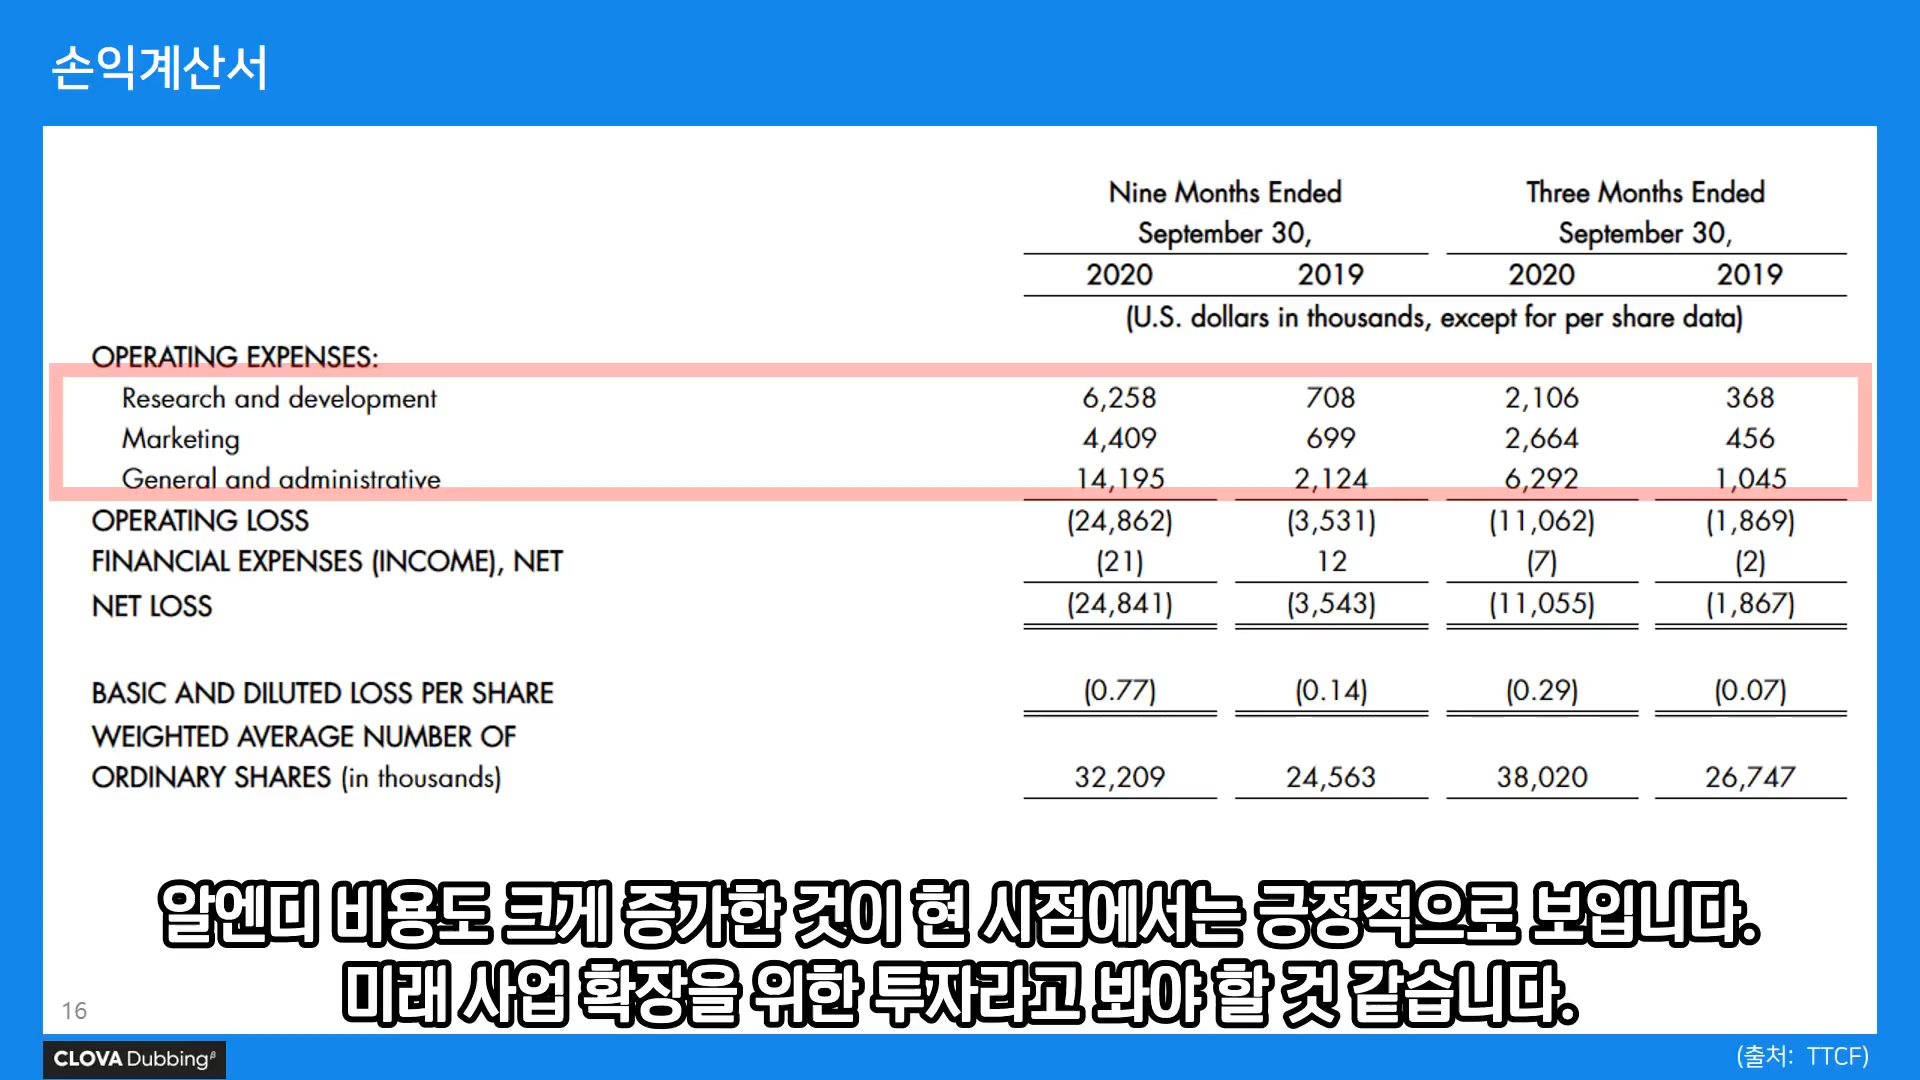 손익계산서
Nine Months Ended Three Months Ended
September 30, September 30,
2020 2019 2020 2019
(U.S. dollars in thousands, except for per share data)
OPERATING EXPENSES:
Research and development 6,258 708 2,106 368
Marketing 4,409 699 2,664 456
General and administrative 14,195 2,124 6,292 1,045
OPERATING LOSS (24,862) (3,531) (11,062) (1,869)
FINANCIAL EXPENSES (INCOME), NET (21) 12 (7) (2)
NET LOSS (24,841) (3,543) (11,055) (1,867)
BASIC AND DILUTED LOSS PER SHARE (0.77) (0.14) (0.29) (0.07)
WEIGHTED AVERAGE NUMBER OF
ORDINARY SHARES (in thousands) 32,209 24,563 38,020 26,747
알엔디 비용도 크게 증가한 것이 현 시점에서는 긍정적으로 보입니다.
미래 사업 확장을 위한 투자라고 봐야 할 것 같습니다.
16
CLOVA Dubbingβ
(출처: TTCF)